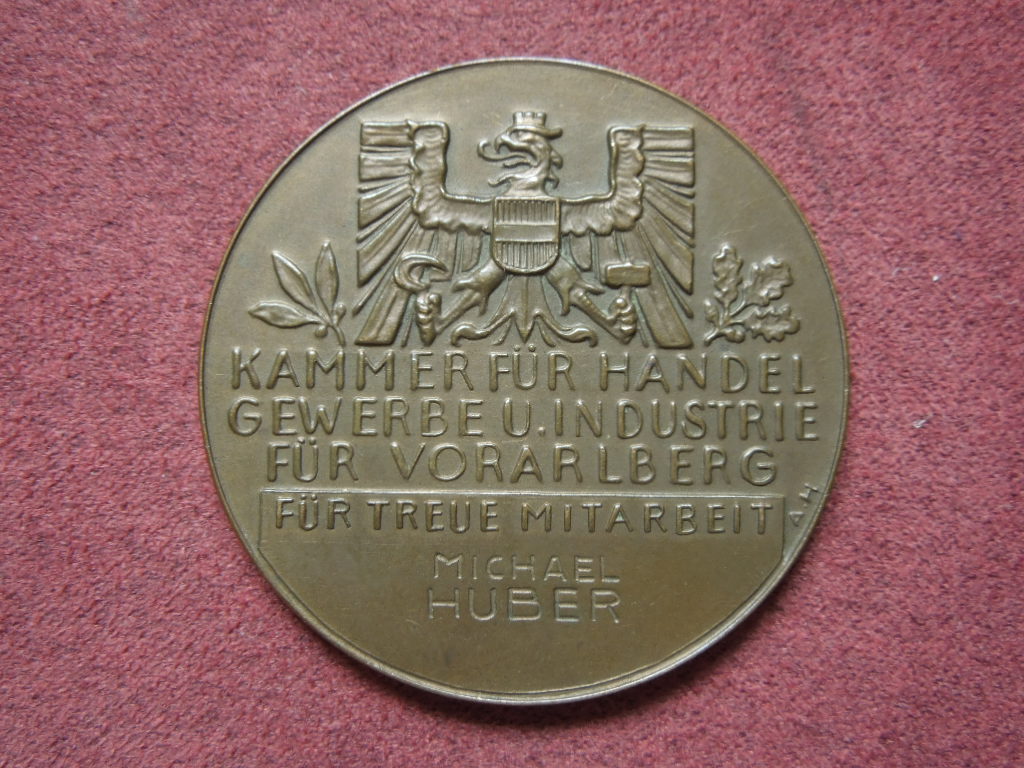 KAMMER FÜR HANDEL
GEWERBE U. INDUSTRIE
FÜR VORARLBERG
FÜR TREUE MITARBEIT
MICHAEL
HUBER